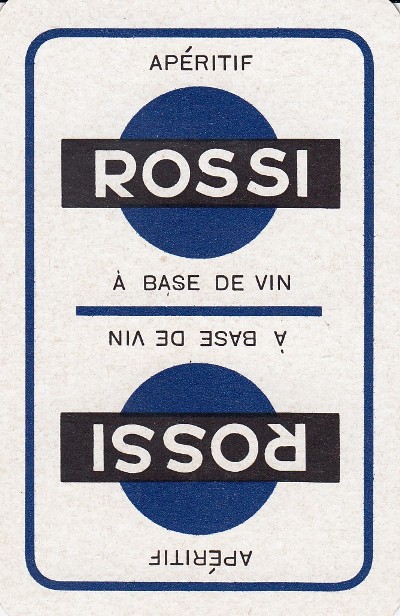 APÉRITIF
ROSSI
À BASE DE VIN
À BASE DE VIN
ROSSI
APÉRITIF